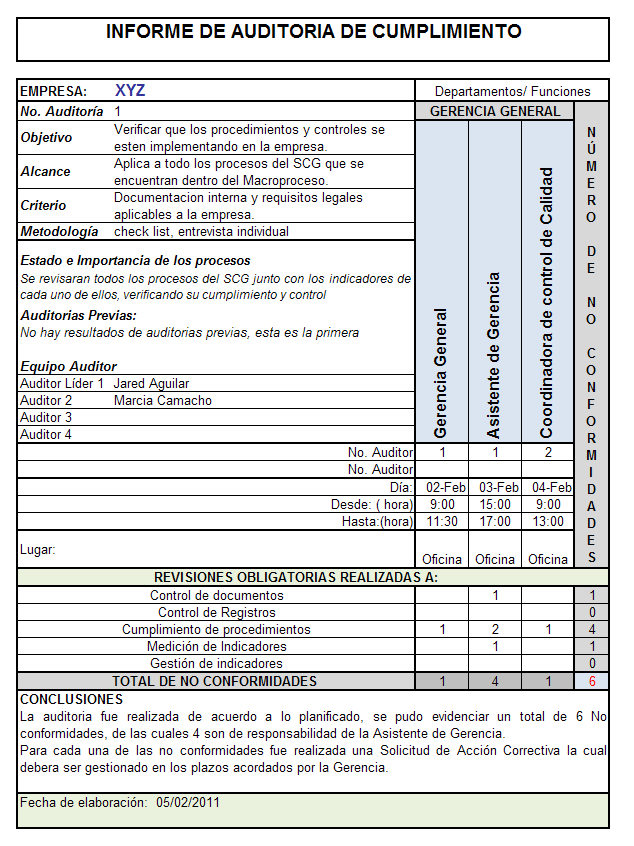 INFORME DE AUDITORIA DE CUMPLIMIENTO
EMPRESA: XYZ
Departamentos/ Funciones
No. Auditoría 1
GERENCIA GENERAL
Objetivo
Verificar que los procedimientos y controles se
esten implementando en la empresa.
Alcance
Aplica a todo los procesos del SCG que se
encuentran dentro del Macroproceso.
Criterio
Documentacion interna y requisitos legales
aplicables a la empresa.
Metodología check list, entrevista individual
Estado e Importancia de los procesos
Se revisaran todos los procesos del SCG junto con los indicadores de
cada uno de ellos, verificando su cumplimiento y control
Auditorias Previas:
No hay resultados de auditorias previas, esta es la primera
Equipo Auditor
Auditor Líder 1 Jared Aguilar
Auditor 2 Marcia Camacho
Auditor 3
Auditor 4
Gerencia General
Asistente de Gerencia
Coordinadora de control de Calidad
NÚMERO DE NO CONFORMIDADES
No. Auditor 1 1 2
No. Auditor
Día: 02-Feb 03-Feb 04-Feb
Desde: ( hora) 9:00 15:00 9:00
Hasta:(hora) 11:30 17:00 13:00
Lugar: Oficina Oficina Oficina
REVISIONES OBLIGATORIAS REALIZADAS A:
Control de documentos 1 1
Control de Registros 0
Cumplimiento de procedimientos 1 2 1 4
Medición de Indicadores 1 1
Gestión de indicadores 0
TOTAL DE NO CONFORMIDADES 1 4 1 6
CONCLUSIONES
La auditoria fue realizada de acuerdo a lo planificado, se pudo evidenciar un total de 6 No
conformidades, de las cuales 4 son de responsabilidad de la Asistente de Gerencia.
Para cada una de las no conformidades fue realizada una Solicitud de Acción Correctiva la cual
debera ser gestionado en los plazos acordados por la Gerencia.
Fecha de elaboración: 05/02/2011